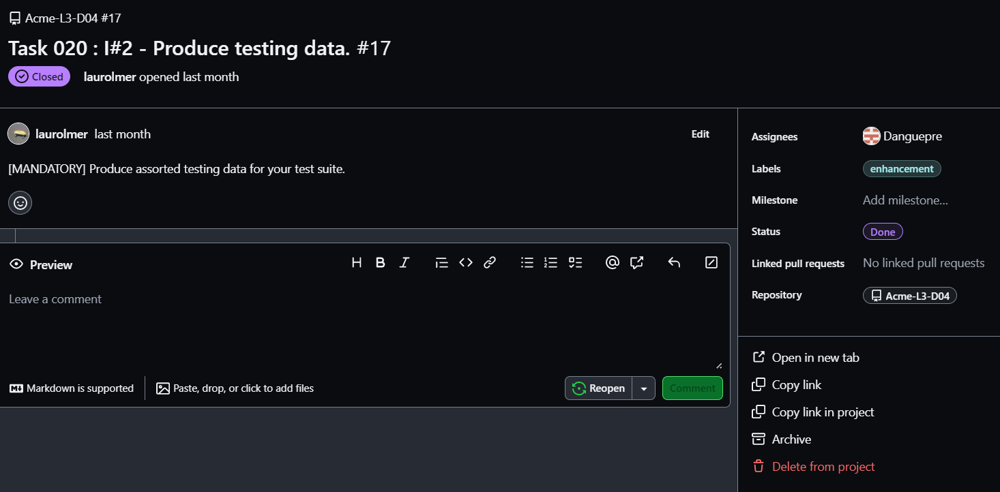 Acme-L3-D04 #17
Task 020 : I#2 - Produce testing data. #17
Closed
laurolmer opened last month
laurolmer last month
Edit
[MANDATORY] Produce assorted testing data for your test suite.
Preview
Leave a comment
Markdown is supported
Paste, drop, or click to add files
Reopen
Comment
Assignees
Danguepre
Labels
enhancement
Milestone
Add milestone...
Status
Done
Linked pull requests
No linked pull requests
Repository
Acme-L3-D04
Open in new tab
Copy link
Copy link in project
Archive
Delete from project